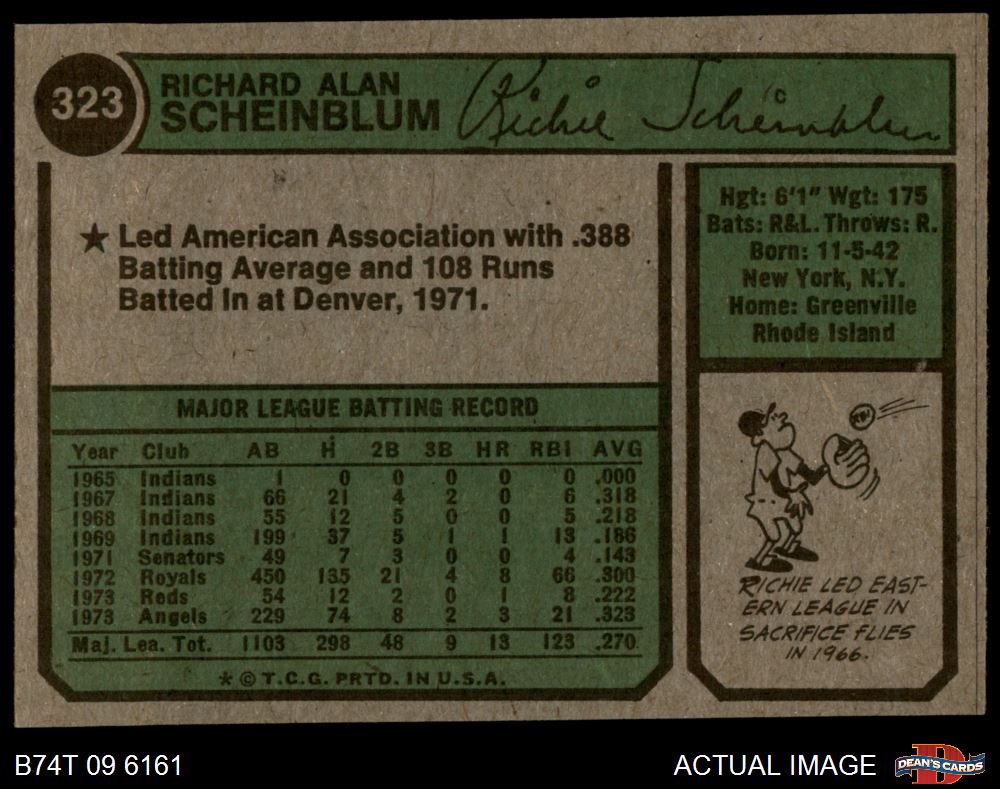 323
RICHARD ALAN
SCHEINBLUM
Richie Scheinblum
★ Led American Association with .388
Batting Average and 108 Runs
Batted In at Denver, 1971.
Hgt: 6'1" Wgt: 175
Bats: R&L. Throws: R.
Born: 11-5-42
New York, N.Y.
Home: Greenville
Rhode Island
MAJOR LEAGUE BATTING RECORD
Year Club AB H 2B 3B HR RBI AVG
1965 Indians 1 0 0 0 0 0 .000
1967 Indians 66 21 4 2 0 6 .318
1968 Indians 55 12 5 0 0 5 .218
1969 Indians 199 37 5 1 1 13 .186
1971 Senators 49 7 3 0 0 4 .143
1972 Royals 450 135 21 4 8 66 .300
1973 Reds 54 12 2 0 1 8 .222
1973 Angels 229 74 8 2 3 21 .323
Maj. Lea. Tot. 1103 298 48 9 13 123 .270
* © T.C.G. PRTD. IN U.S.A.
RICHIE LED EAST-
ERN LEAGUE IN
SACRIFICE FLIES
IN 1966.
B74T 09 6161
ACTUAL IMAGE
DEAN'S CARDS